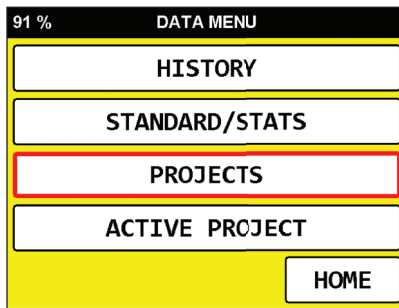 91 % DATA MENU
HISTORY
STANDARD/STATS
PROJECTS
ACTIVE PROJECT
HOME